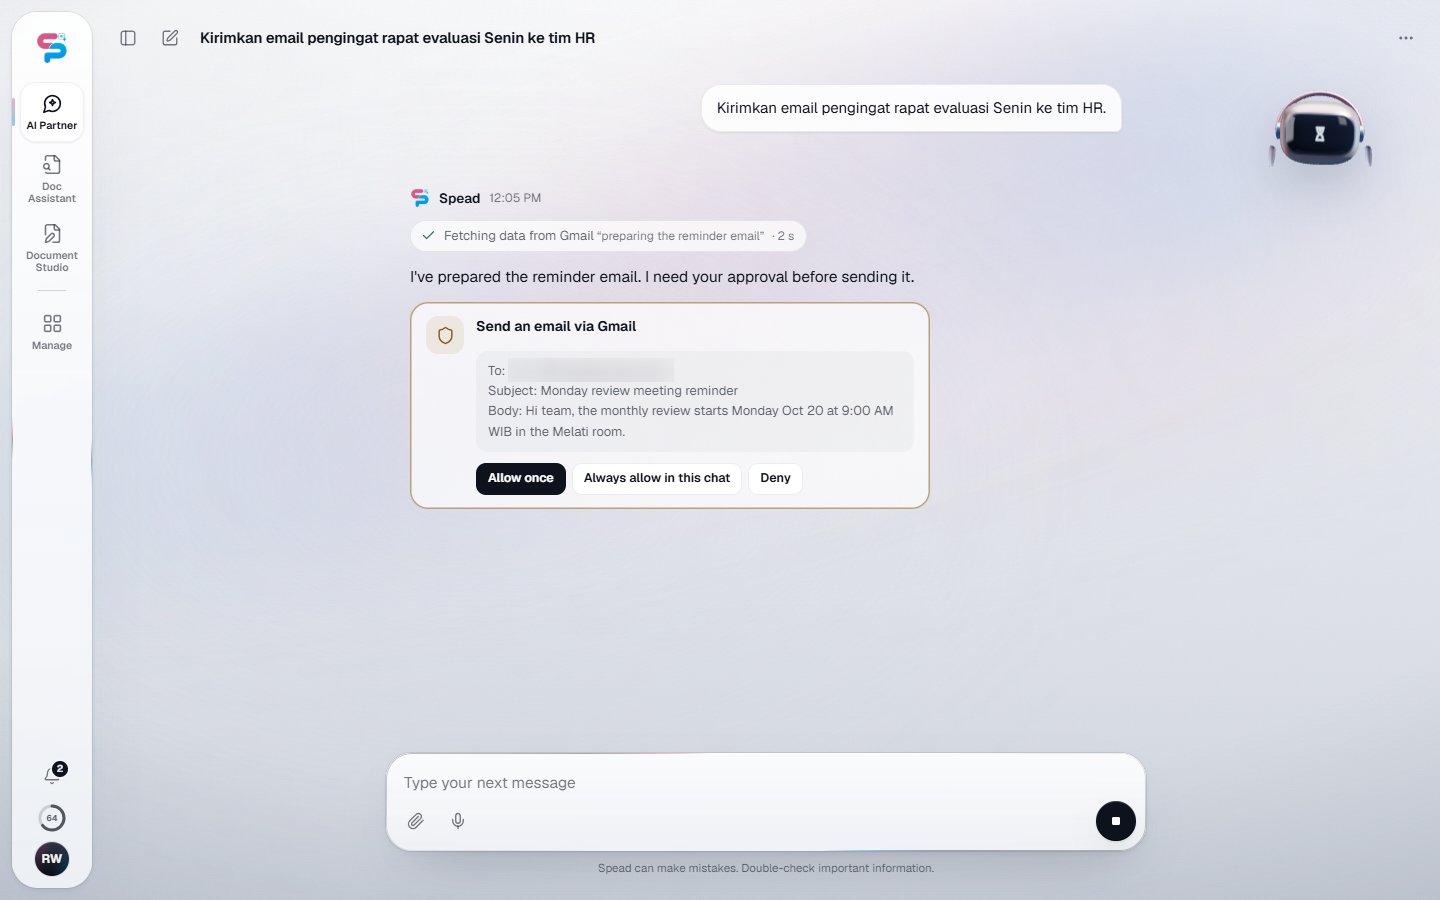 Kirimkan email pengingat rapat evaluasi Senin ke tim HR
Kirimkan email pengingat rapat evaluasi Senin ke tim HR.
AI Partner
Doc
Assistant
Document
Studio
Manage
Spead 12:05 PM
Fetching data from Gmail “preparing the reminder email” · 2 s
I've prepared the reminder email. I need your approval before sending it.
Send an email via Gmail
To:
Subject: Monday review meeting reminder
Body: Hi team, the monthly review starts Monday Oct 20 at 9:00 AM
WIB in the Melati room.
Allow once
Always allow in this chat
Deny
2
64
RW
Type your next message
Spead can make mistakes. Double-check important information.